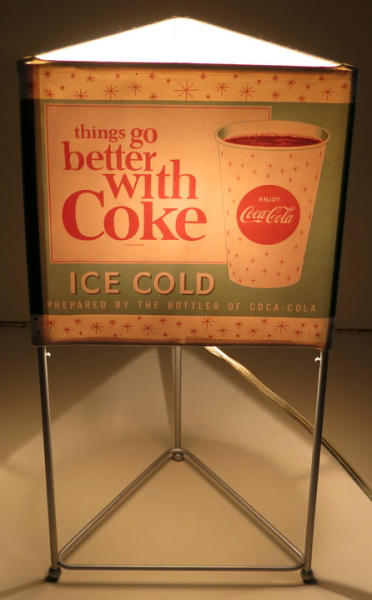 things go
better
with
Coke
ENJOY
Coca-Cola
ICE COLD
PREPARED BY THE BOTTLER OF COCA-COLA